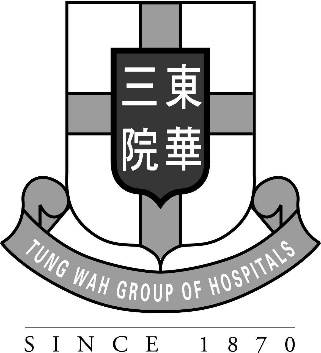 東華
三院
TUNG WAH GROUP OF HOSPITALS
SINCE 1870